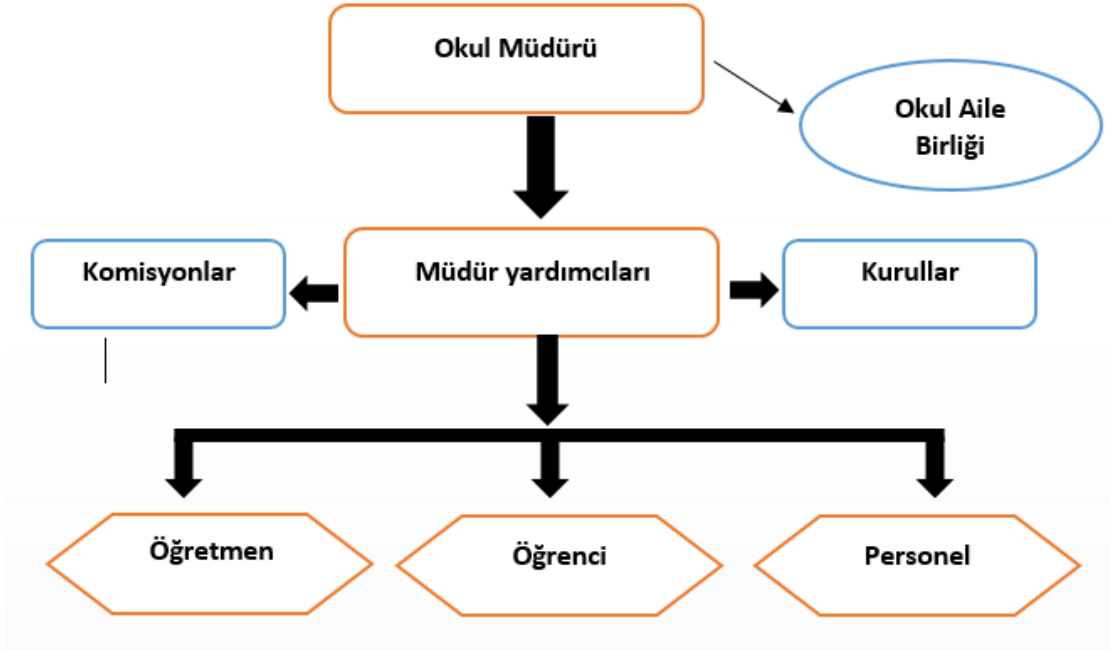 Okul Müdürü
Okul Aile
Birliği
Komisyonlar
Müdür yardımcıları
Kurullar
Öğretmen
Öğrenci
Personel